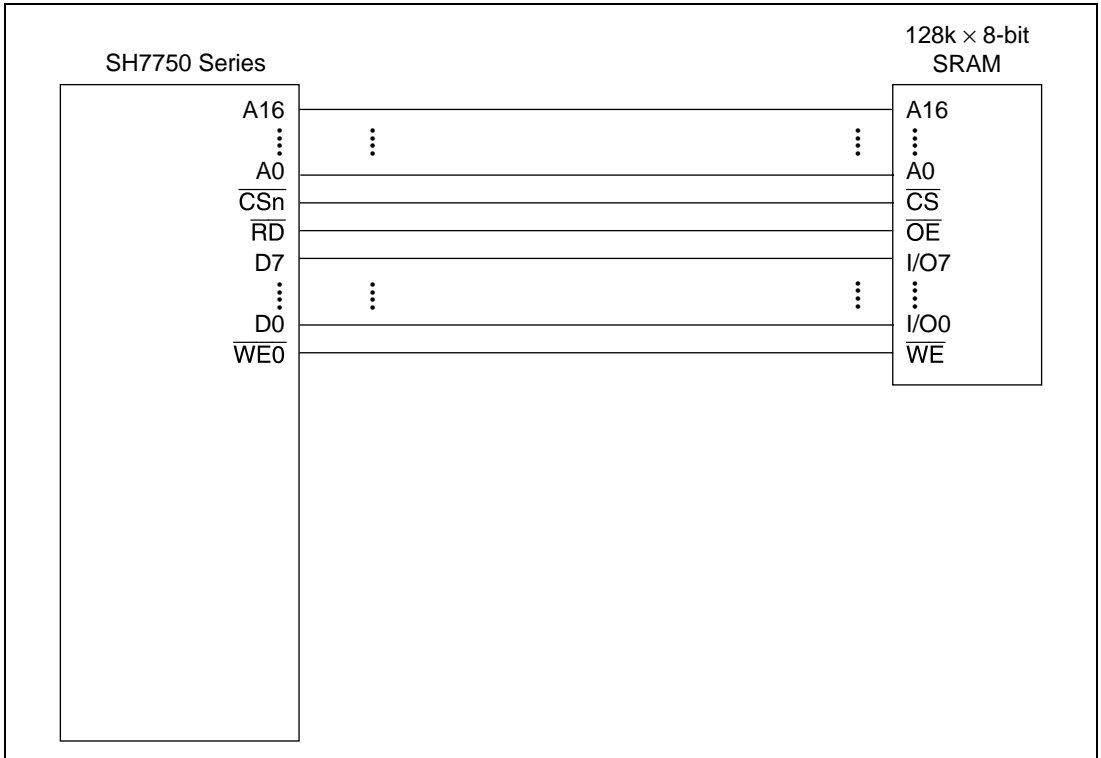 128k × 8-bit
SRAM
SH7750 Series
A16
A0
CSn
RD
D7
D0
WE0
A16
A0
CS
OE
I/O7
I/O0
WE